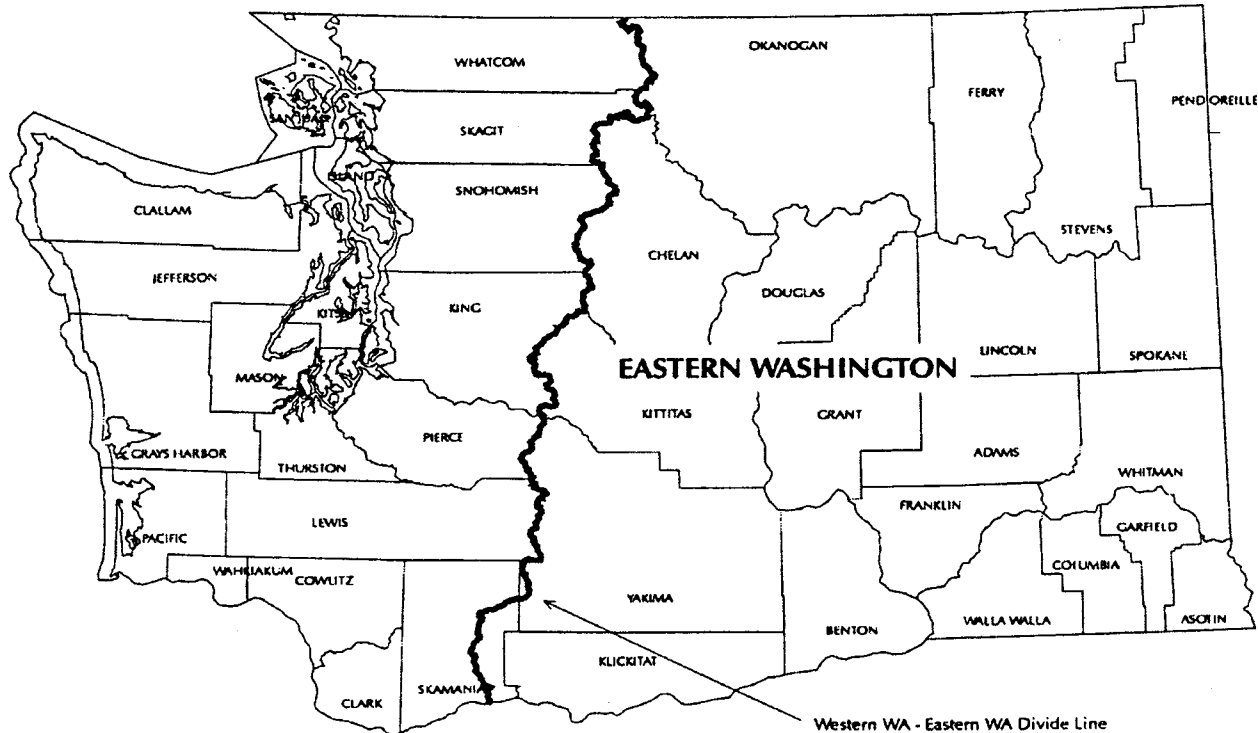 OKANOGAN
WHATCOM
FERRY
PEND OREILLE
SAN JUAN
SKAGIT
ISLAND
SNOHOMISH
CLALLAM
STEVENS
CHELAN
JEFFERSON
DOUGLAS
KITSAP
KING
LINCOLN
SPOKANE
EASTERN WASHINGTON
MASON
KITTITAS
GRANT
PIERCE
GRAYS HARBOR
THURSTON
ADAMS
WHITMAN
FRANKLIN
LEWIS
GARFIELD
PACIFIC
COLUMBIA
WAHKIAKUM
COWLITZ
YAKIMA
WALLA WALLA
ASOTIN
BENTON
KLICKITAT
SKAMANIA
CLARK
Western WA - Eastern WA Divide Line